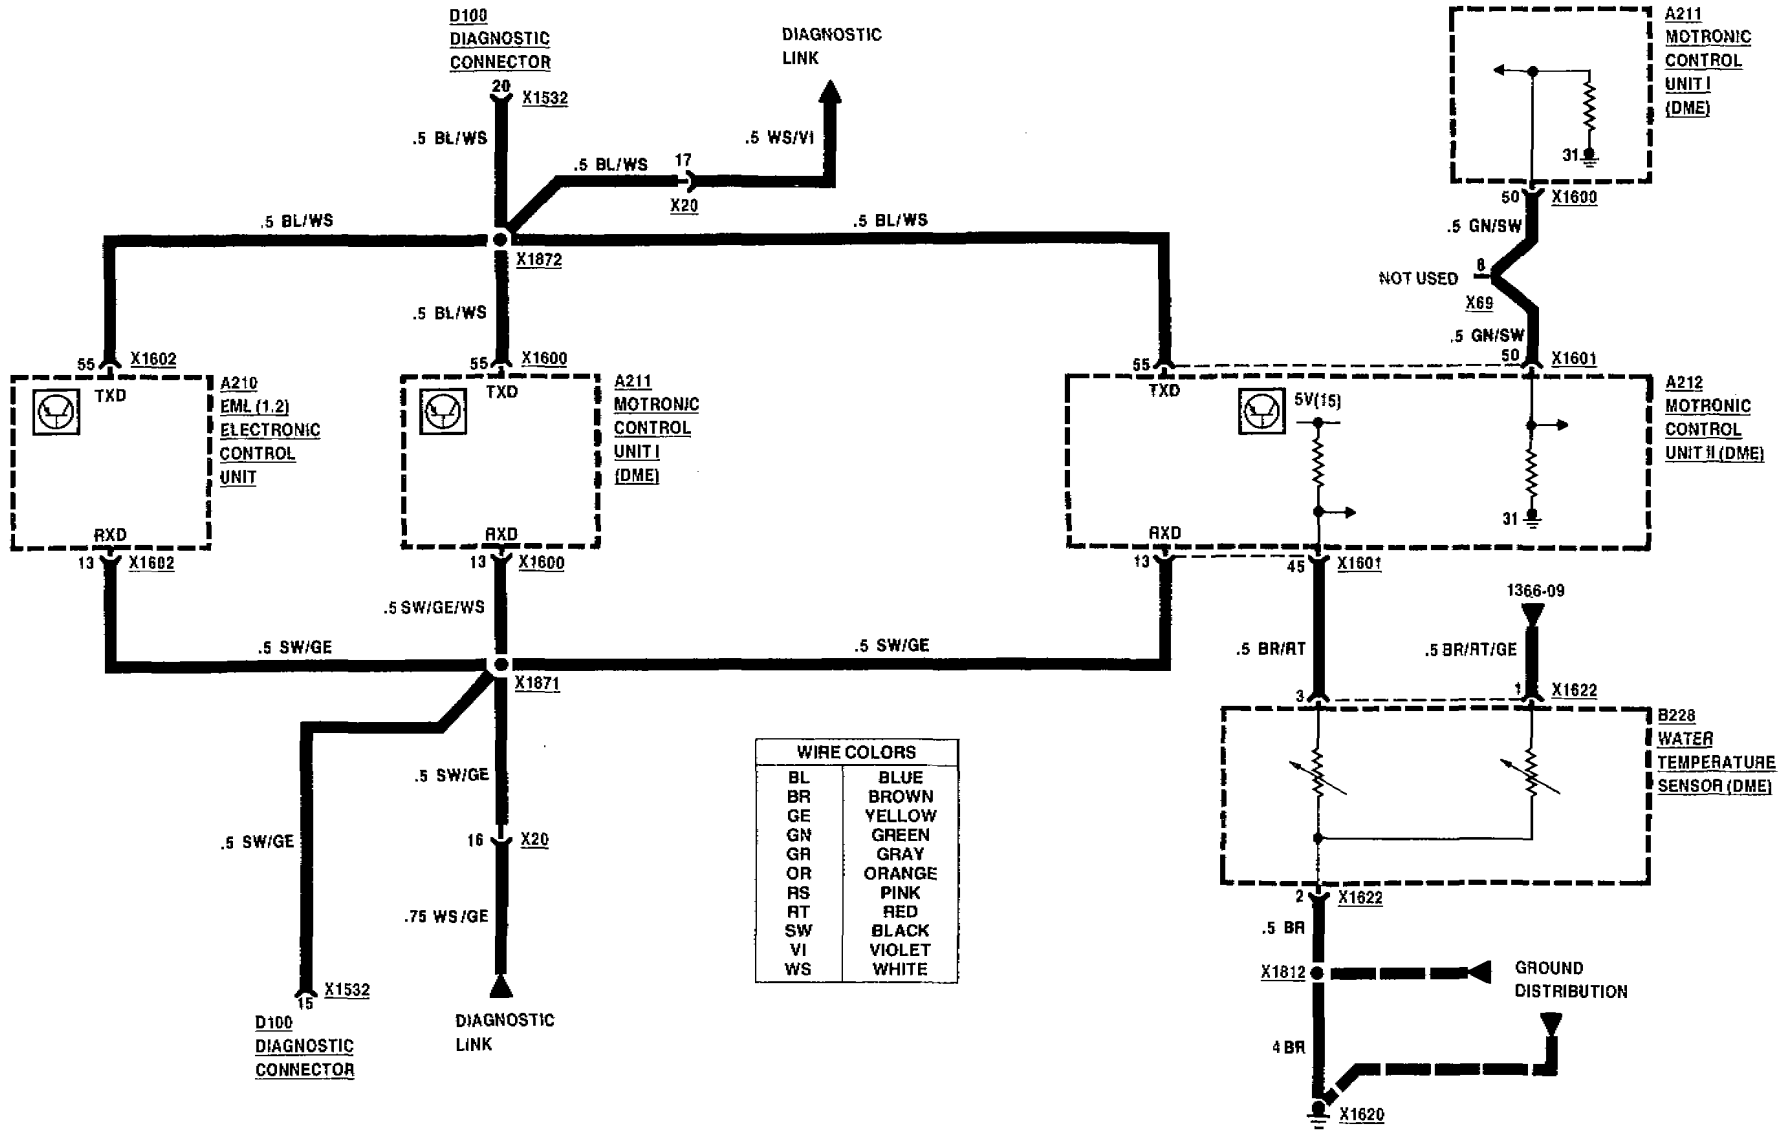 D100
DIAGNOSTIC
CONNECTOR
20
X1532
.5 BL/WS
DIAGNOSTIC
LINK
.5 WS/VI
.5 BL/WS
17
X20
.5 BL/WS
.5 BL/WS
X1872
.5 BL/WS
A211
MOTRONIC
CONTROL
UNIT I
(DME)
31
50
X1600
.5 GN/SW
NOT USED
8
X69
.5 GN/SW
50
X1601
55
X1602
TXD
A210
EML (1.2)
ELECTRONIC
CONTROL
UNIT
RXD
13
X1602
55
X1600
TXD
A211
MOTRONIC
CONTROL
UNIT I
(DME)
RXD
13
X1600
55
TXD
5V(15)
31
RXD
A212
MOTRONIC
CONTROL
UNIT II (DME)
13
45
X1601
.5 SW/GE/WS
.5 SW/GE
.5 SW/GE
X1871
.5 SW/GE
.5 SW/GE
16
X20
.75 WS/GE
15
X1532
D100
DIAGNOSTIC
CONNECTOR
DIAGNOSTIC
LINK
WIRE COLORS
BL BLUE
BR BROWN
GE YELLOW
GN GREEN
GR GRAY
OR ORANGE
RS PINK
RT RED
SW BLACK
VI VIOLET
WS WHITE
1366-09
.5 BR/RT
.5 BR/RT/GE
3
1
X1622
B228
WATER
TEMPERATURE
SENSOR (DME)
2
X1622
.5 BR
X1812
GROUND
DISTRIBUTION
4 BR
X1620